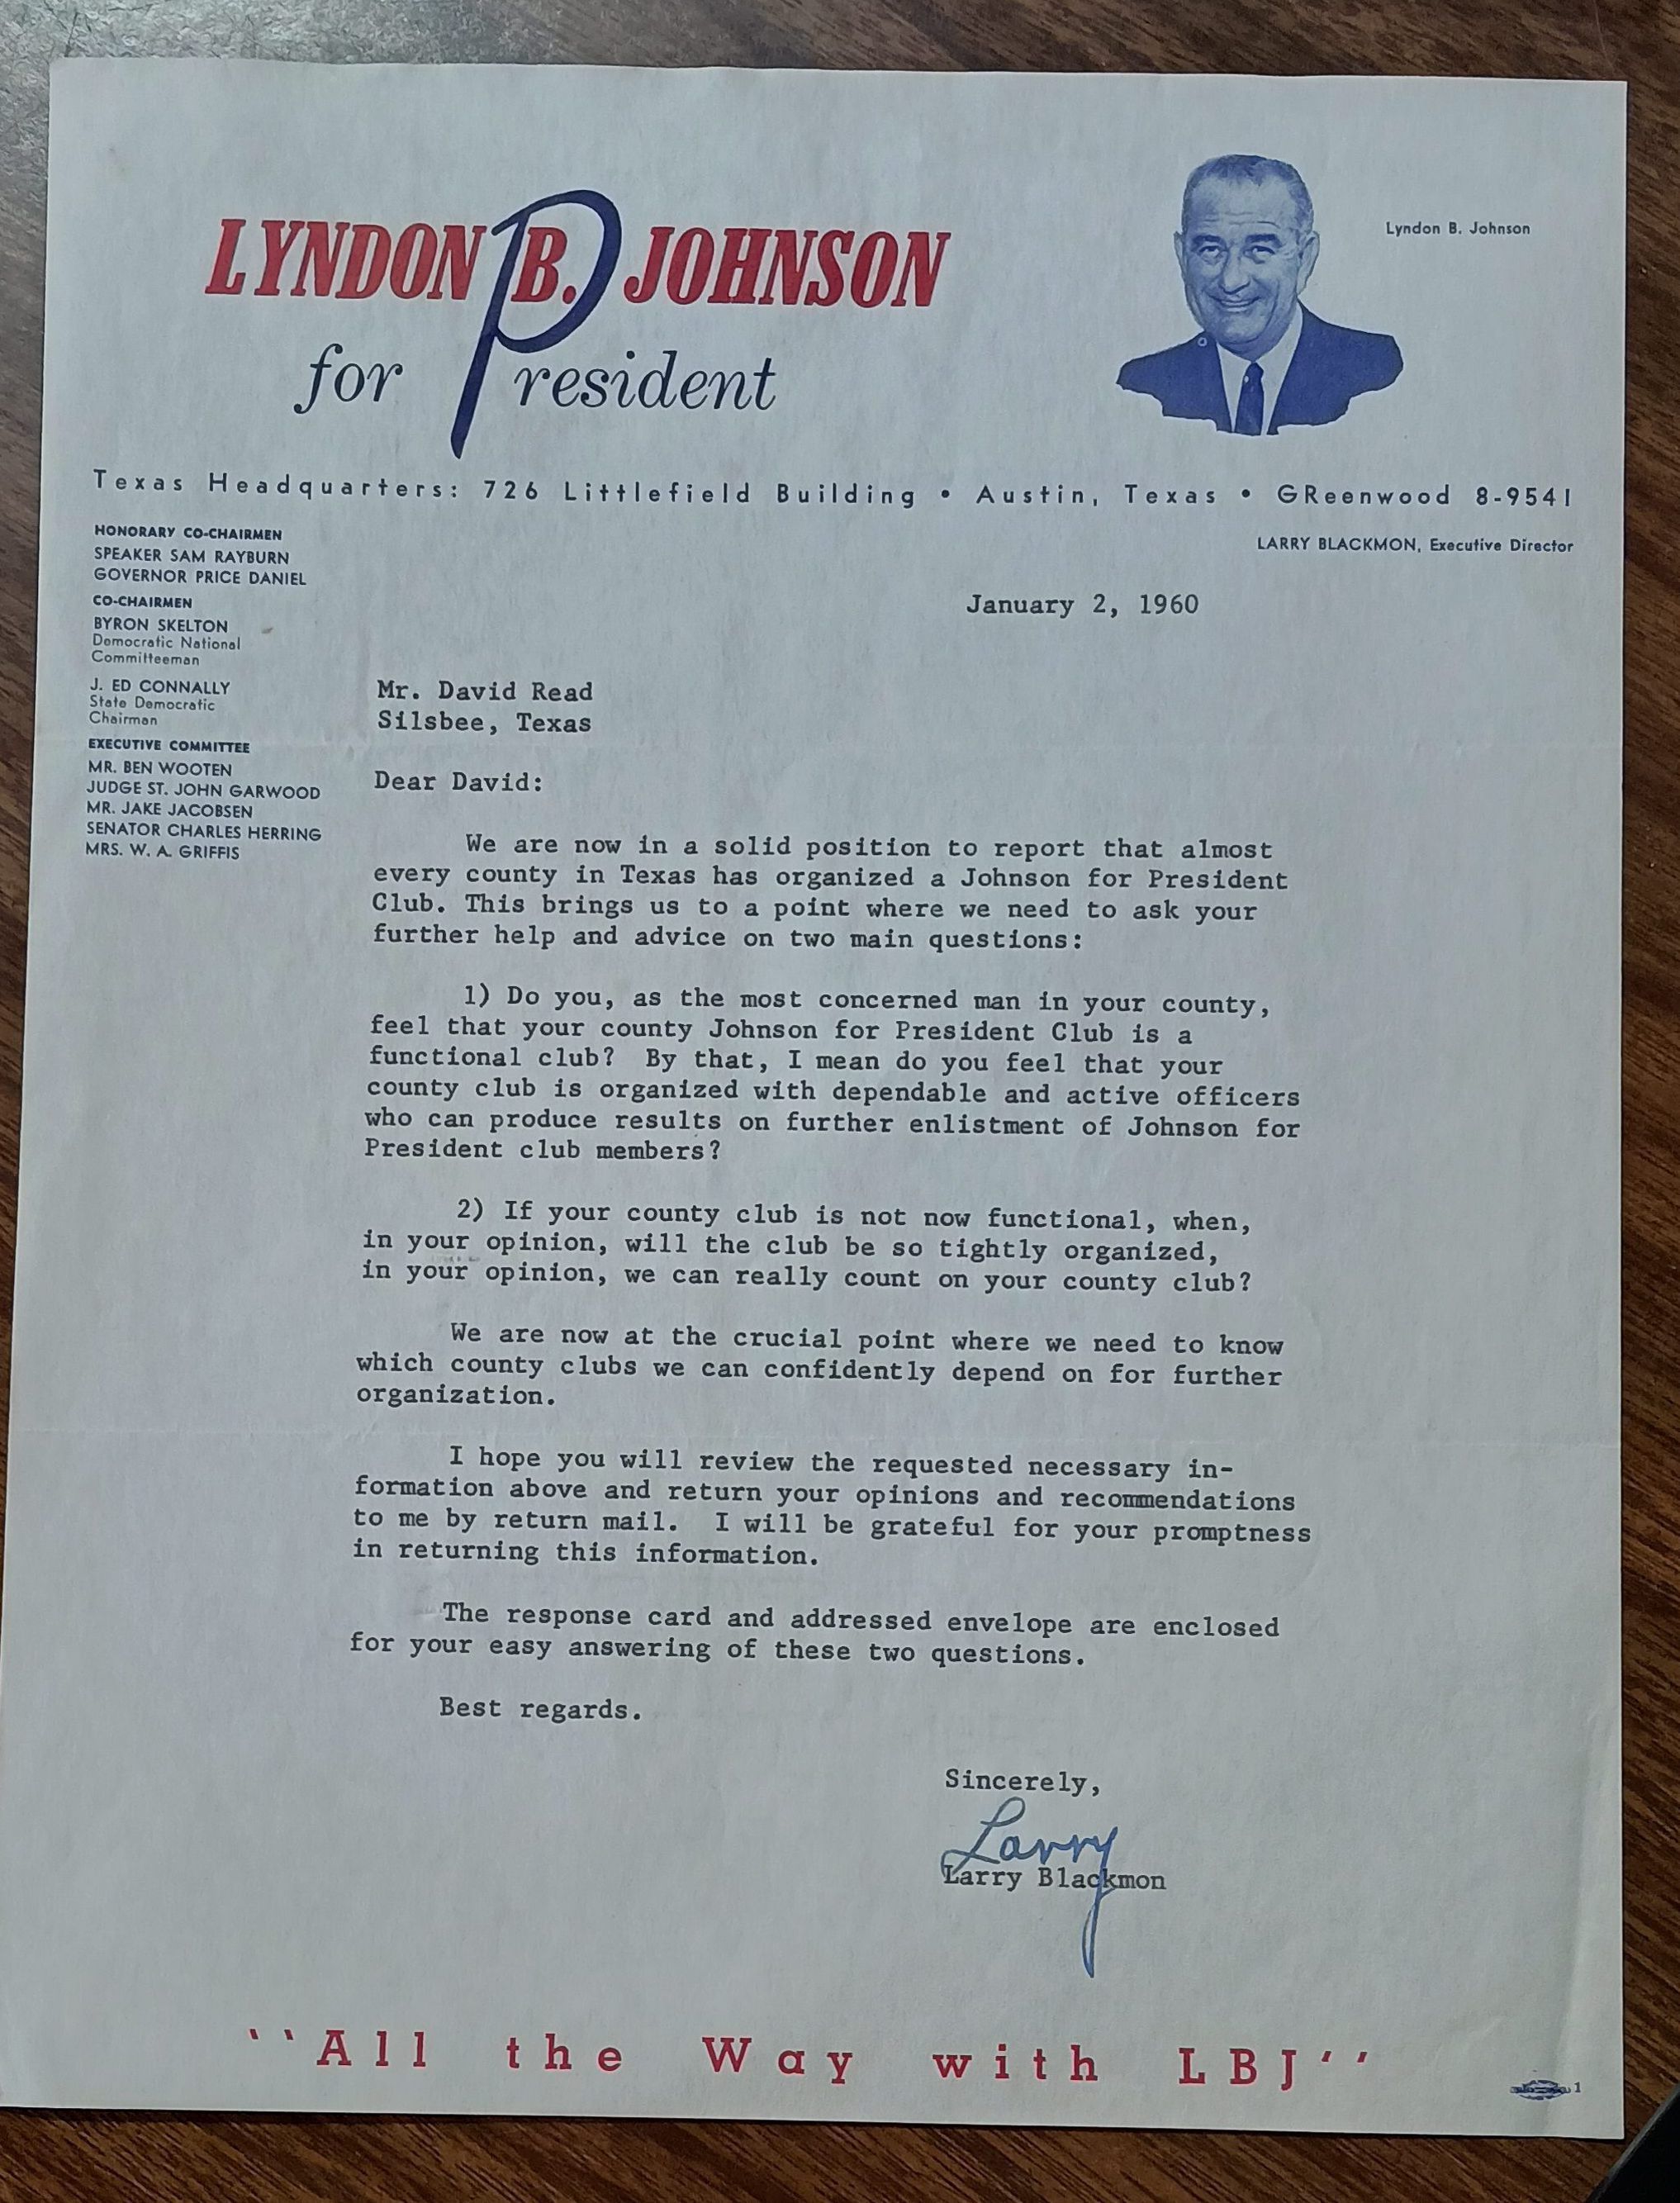 LYNDON B. JOHNSON
for President
Lyndon B. Johnson
Texas Headquarters: 726 Littlefield Building • Austin, Texas • GReenwood 8-9541
LARRY BLACKMON, Executive Director
HONORARY CO-CHAIRMEN
SPEAKER SAM RAYBURN
GOVERNOR PRICE DANIEL
CO-CHAIRMEN
BYRON SKELTON
Democratic National
Committeeman
J. ED CONNALLY
State Democratic
Chairman
EXECUTIVE COMMITTEE
MR. BEN WOOTEN
JUDGE ST. JOHN GARWOOD
MR. JAKE JACOBSEN
SENATOR CHARLES HERRING
MRS. W. A. GRIFFIS
January 2, 1960
Mr. David Read
Silsbee, Texas
Dear David:
We are now in a solid position to report that almost
every county in Texas has organized a Johnson for President
Club. This brings us to a point where we need to ask your
further help and advice on two main questions:
1) Do you, as the most concerned man in your county,
feel that your county Johnson for President Club is a
functional club? By that, I mean do you feel that your
county club is organized with dependable and active officers
who can produce results on further enlistment of Johnson for
President club members?
2) If your county club is not now functional, when,
in your opinion, will the club be so tightly organized,
in your opinion, we can really count on your county club?
We are now at the crucial point where we need to know
which county clubs we can confidently depend on for further
organization.
I hope you will review the requested necessary in-
formation above and return your opinions and recommendations
to me by return mail. I will be grateful for your promptness
in returning this information.
The response card and addressed envelope are enclosed
for your easy answering of these two questions.
Best regards.
Sincerely,
Larry
Larry Blackmon
‘‘All the Way with LBJ’’
1